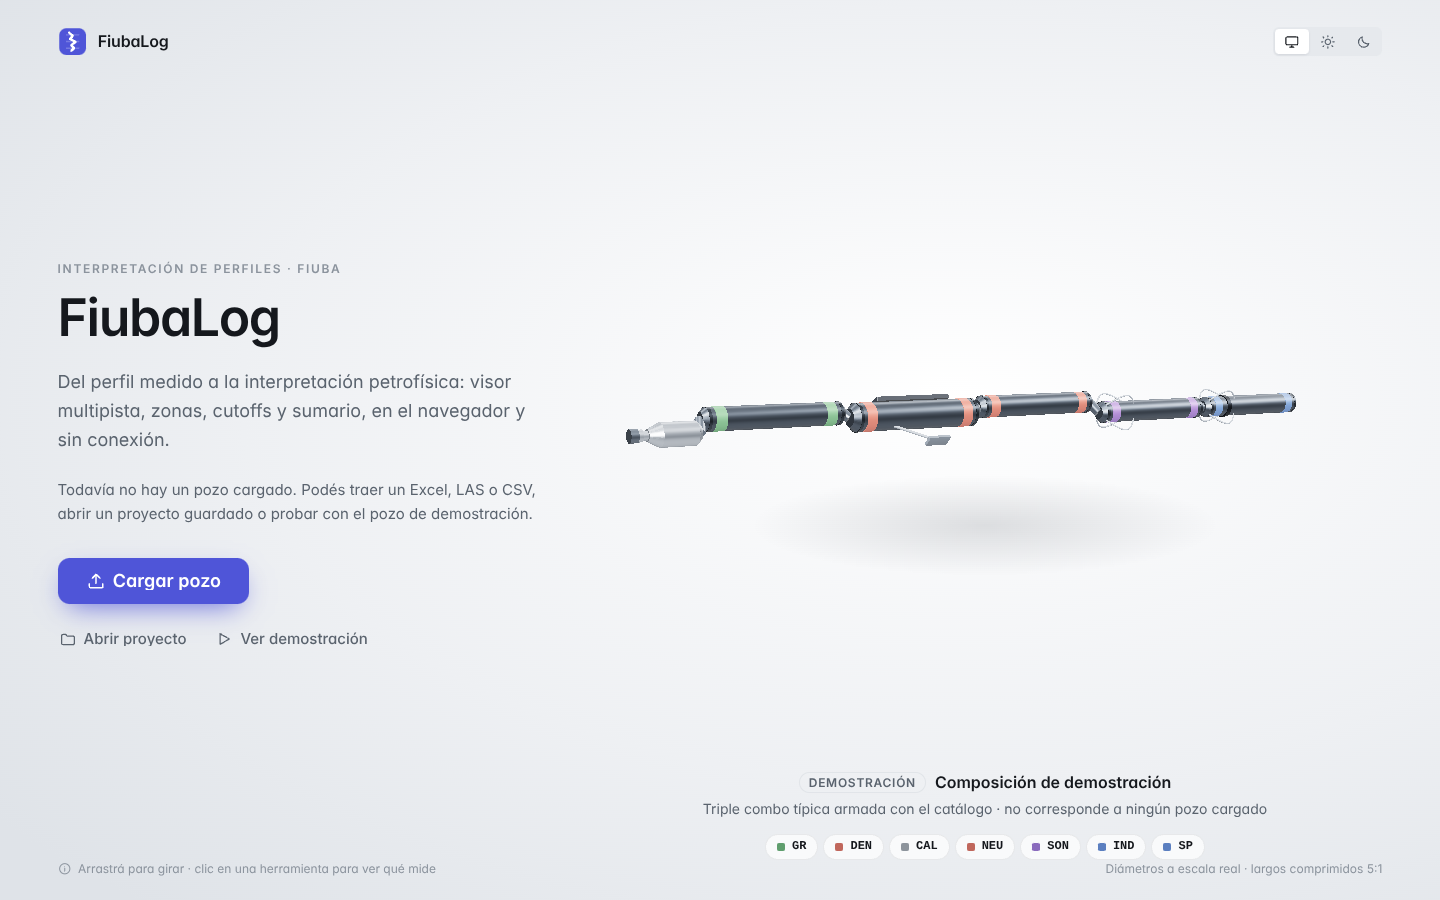 FiubaLog
INTERPRETACIÓN DE PERFILES · FIUBA
FiubaLog
Del perfil medido a la interpretación petrofísica: visor
multipista, zonas, cutoffs y sumario, en el navegador y
sin conexión.
Todavía no hay un pozo cargado. Podés traer un Excel, LAS o CSV,
abrir un proyecto guardado o probar con el pozo de demostración.
Cargar pozo
Abrir proyecto
Ver demostración
DEMOSTRACIÓN Composición de demostración
Triple combo típica armada con el catálogo · no corresponde a ningún pozo cargado
GR DEN CAL NEU SON IND SP
Arrastrá para girar · clic en una herramienta para ver qué mide
Diámetros a escala real · largos comprimidos 5:1